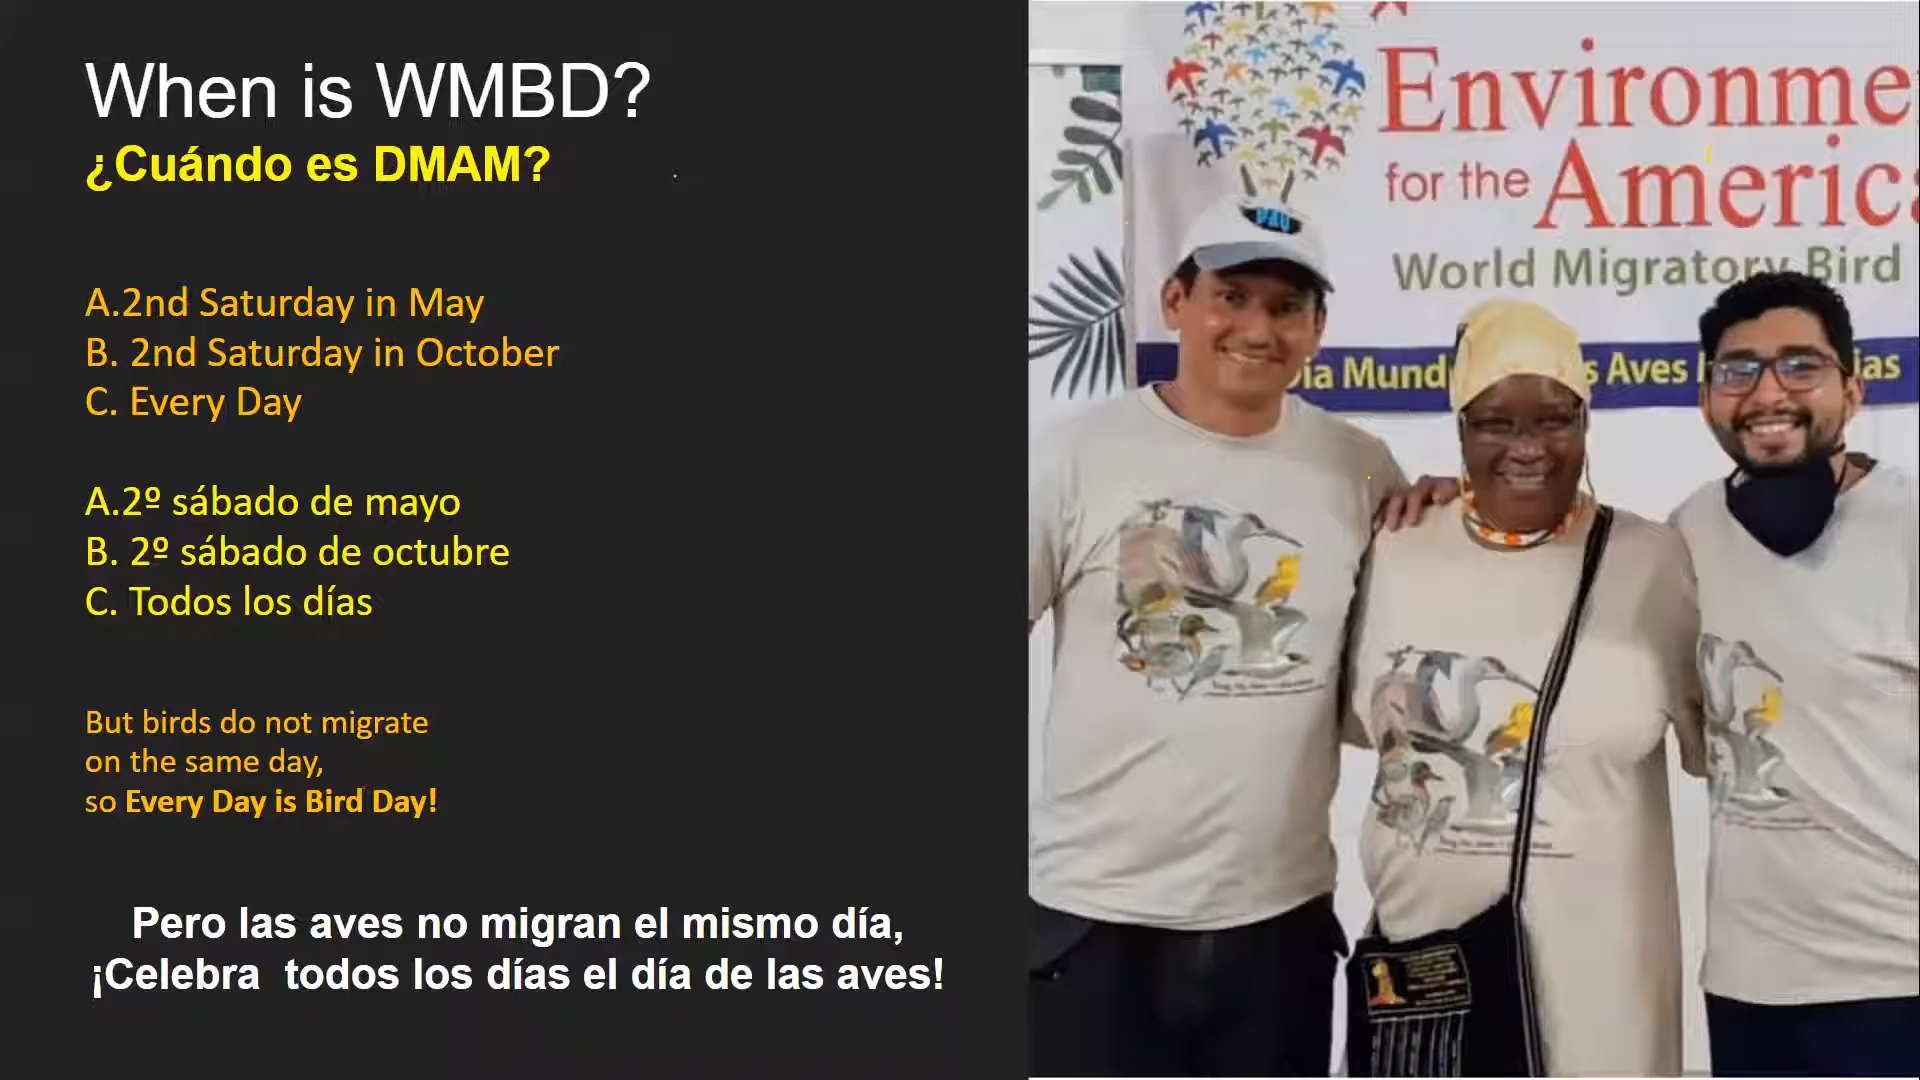 When is WMBD?
¿Cuándo es DMAM?
A.2nd Saturday in May
B. 2nd Saturday in October
C. Every Day
A.2º sábado de mayo
B. 2º sábado de octubre
C. Todos los días
But birds do not migrate
on the same day,
so Every Day is Bird Day!
Pero las aves no migran el mismo día,
¡Celebra todos los días el día de las aves!
Environme
for the America
World Migratory Bird
Día Mund s Aves ias